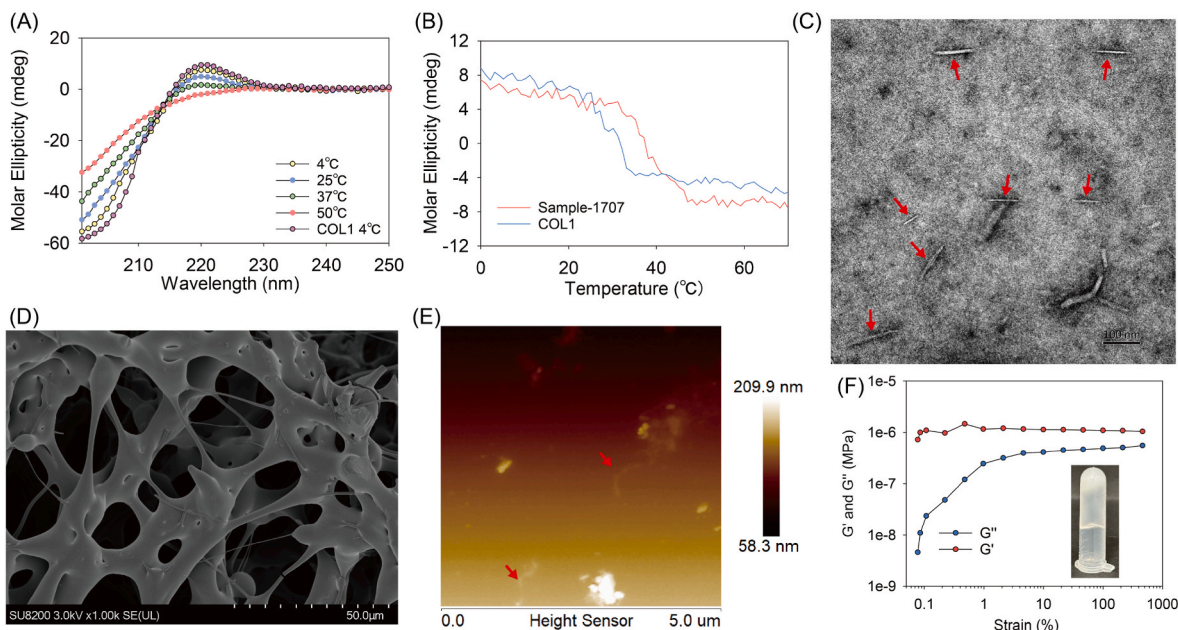 (A)
Molar Ellipticity (mdeg)
20
0
-20
-40
-60
210
220
230
240
250
Wavelength (nm)
4℃
25℃
37℃
50℃
COL1 4℃
(B)
Molar Ellipticity (mdeg)
12
8
4
0
-4
-8
-12
0
20
40
60
Temperature (℃)
Sample-1707
COL1
(C)
100 nm
(D)
SU8200 3.0kV x1.00k SE(UL)
50.0µm
(E)
209.9 nm
58.3 nm
0.0
Height Sensor
5.0 um
(F)
G' and G'' (MPa)
1e-5
1e-6
1e-7
1e-8
1e-9
0.1
1
10
100
1000
Strain (%)
G''
G'